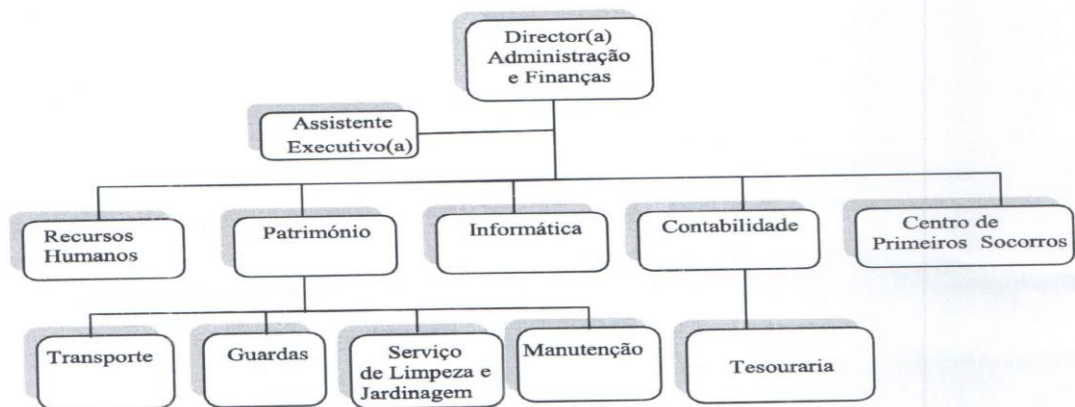 Director(a)
Administração
e Finanças
Assistente
Executivo(a)
Recursos
Humanos
Património
Informática
Contabilidade
Centro de
Primeiros Socorros
Transporte
Guardas
Serviço
de Limpeza e
Jardinagem
Manutenção
Tesouraria